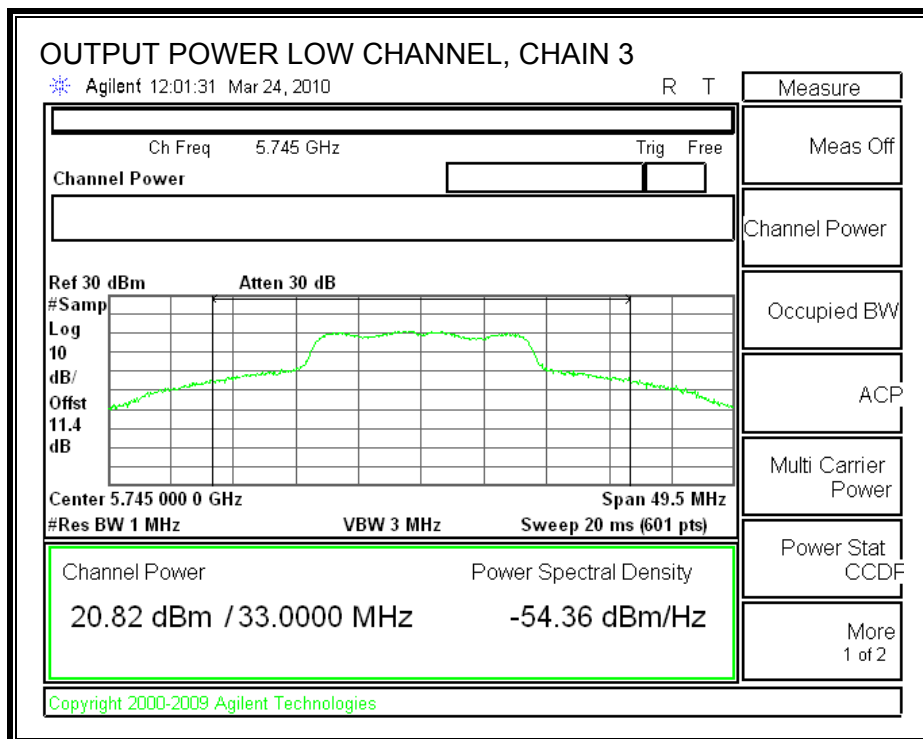 OUTPUT POWER LOW CHANNEL, CHAIN 3
Agilent 12:01:31 Mar 24, 2010 R T
Measure
Ch Freq 5.745 GHz Trig Free
Meas Off
Channel Power
Channel Power
Ref 30 dBm Atten 30 dB
#Samp
Log
10
dB/
Offst
11.4
dB
Occupied BW
ACP
Multi Carrier
Power
Center 5.745 000 0 GHz Span 49.5 MHz
#Res BW 1 MHz VBW 3 MHz Sweep 20 ms (601 pts)
Power Stat
CCDF
Channel Power Power Spectral Density
20.82 dBm / 33.0000 MHz -54.36 dBm/Hz
More
1 of 2
Copyright 2000-2009 Agilent Technologies